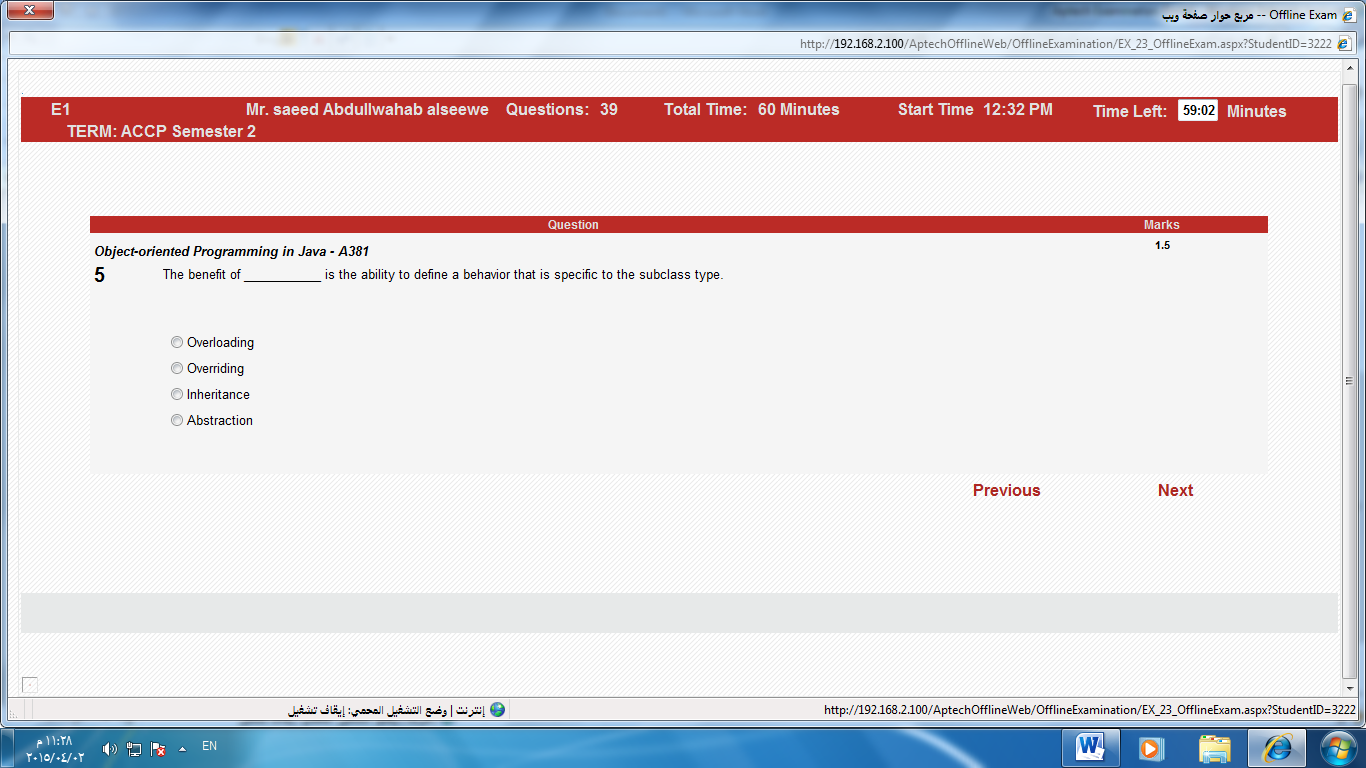 x
Offline Exam -- مربع حوار صفحة ويب
http://192.168.2.100/AptechOfflineWeb/OfflineExamination/EX_23_OfflineExam.aspx?StudentID=3222
E1 Mr. saeed Abdullwahab alseewe Questions: 39 Total Time: 60 Minutes Start Time 12:32 PM Time Left: 59:02 Minutes
TERM: ACCP Semester 2
Question Marks
Object-oriented Programming in Java - A381 1.5
5 The benefit of ___________ is the ability to define a behavior that is specific to the subclass type.
Overloading
Overriding
Inheritance
Abstraction
Previous Next
إنترنت | وضع التشغيل المحمي: إيقاف تشغيل
http://192.168.2.100/AptechOfflineWeb/OfflineExamination/EX_23_OfflineExam.aspx?StudentID=3222
١١:٢٨ م
EN
٢٠١٥/٠٤/٠٢